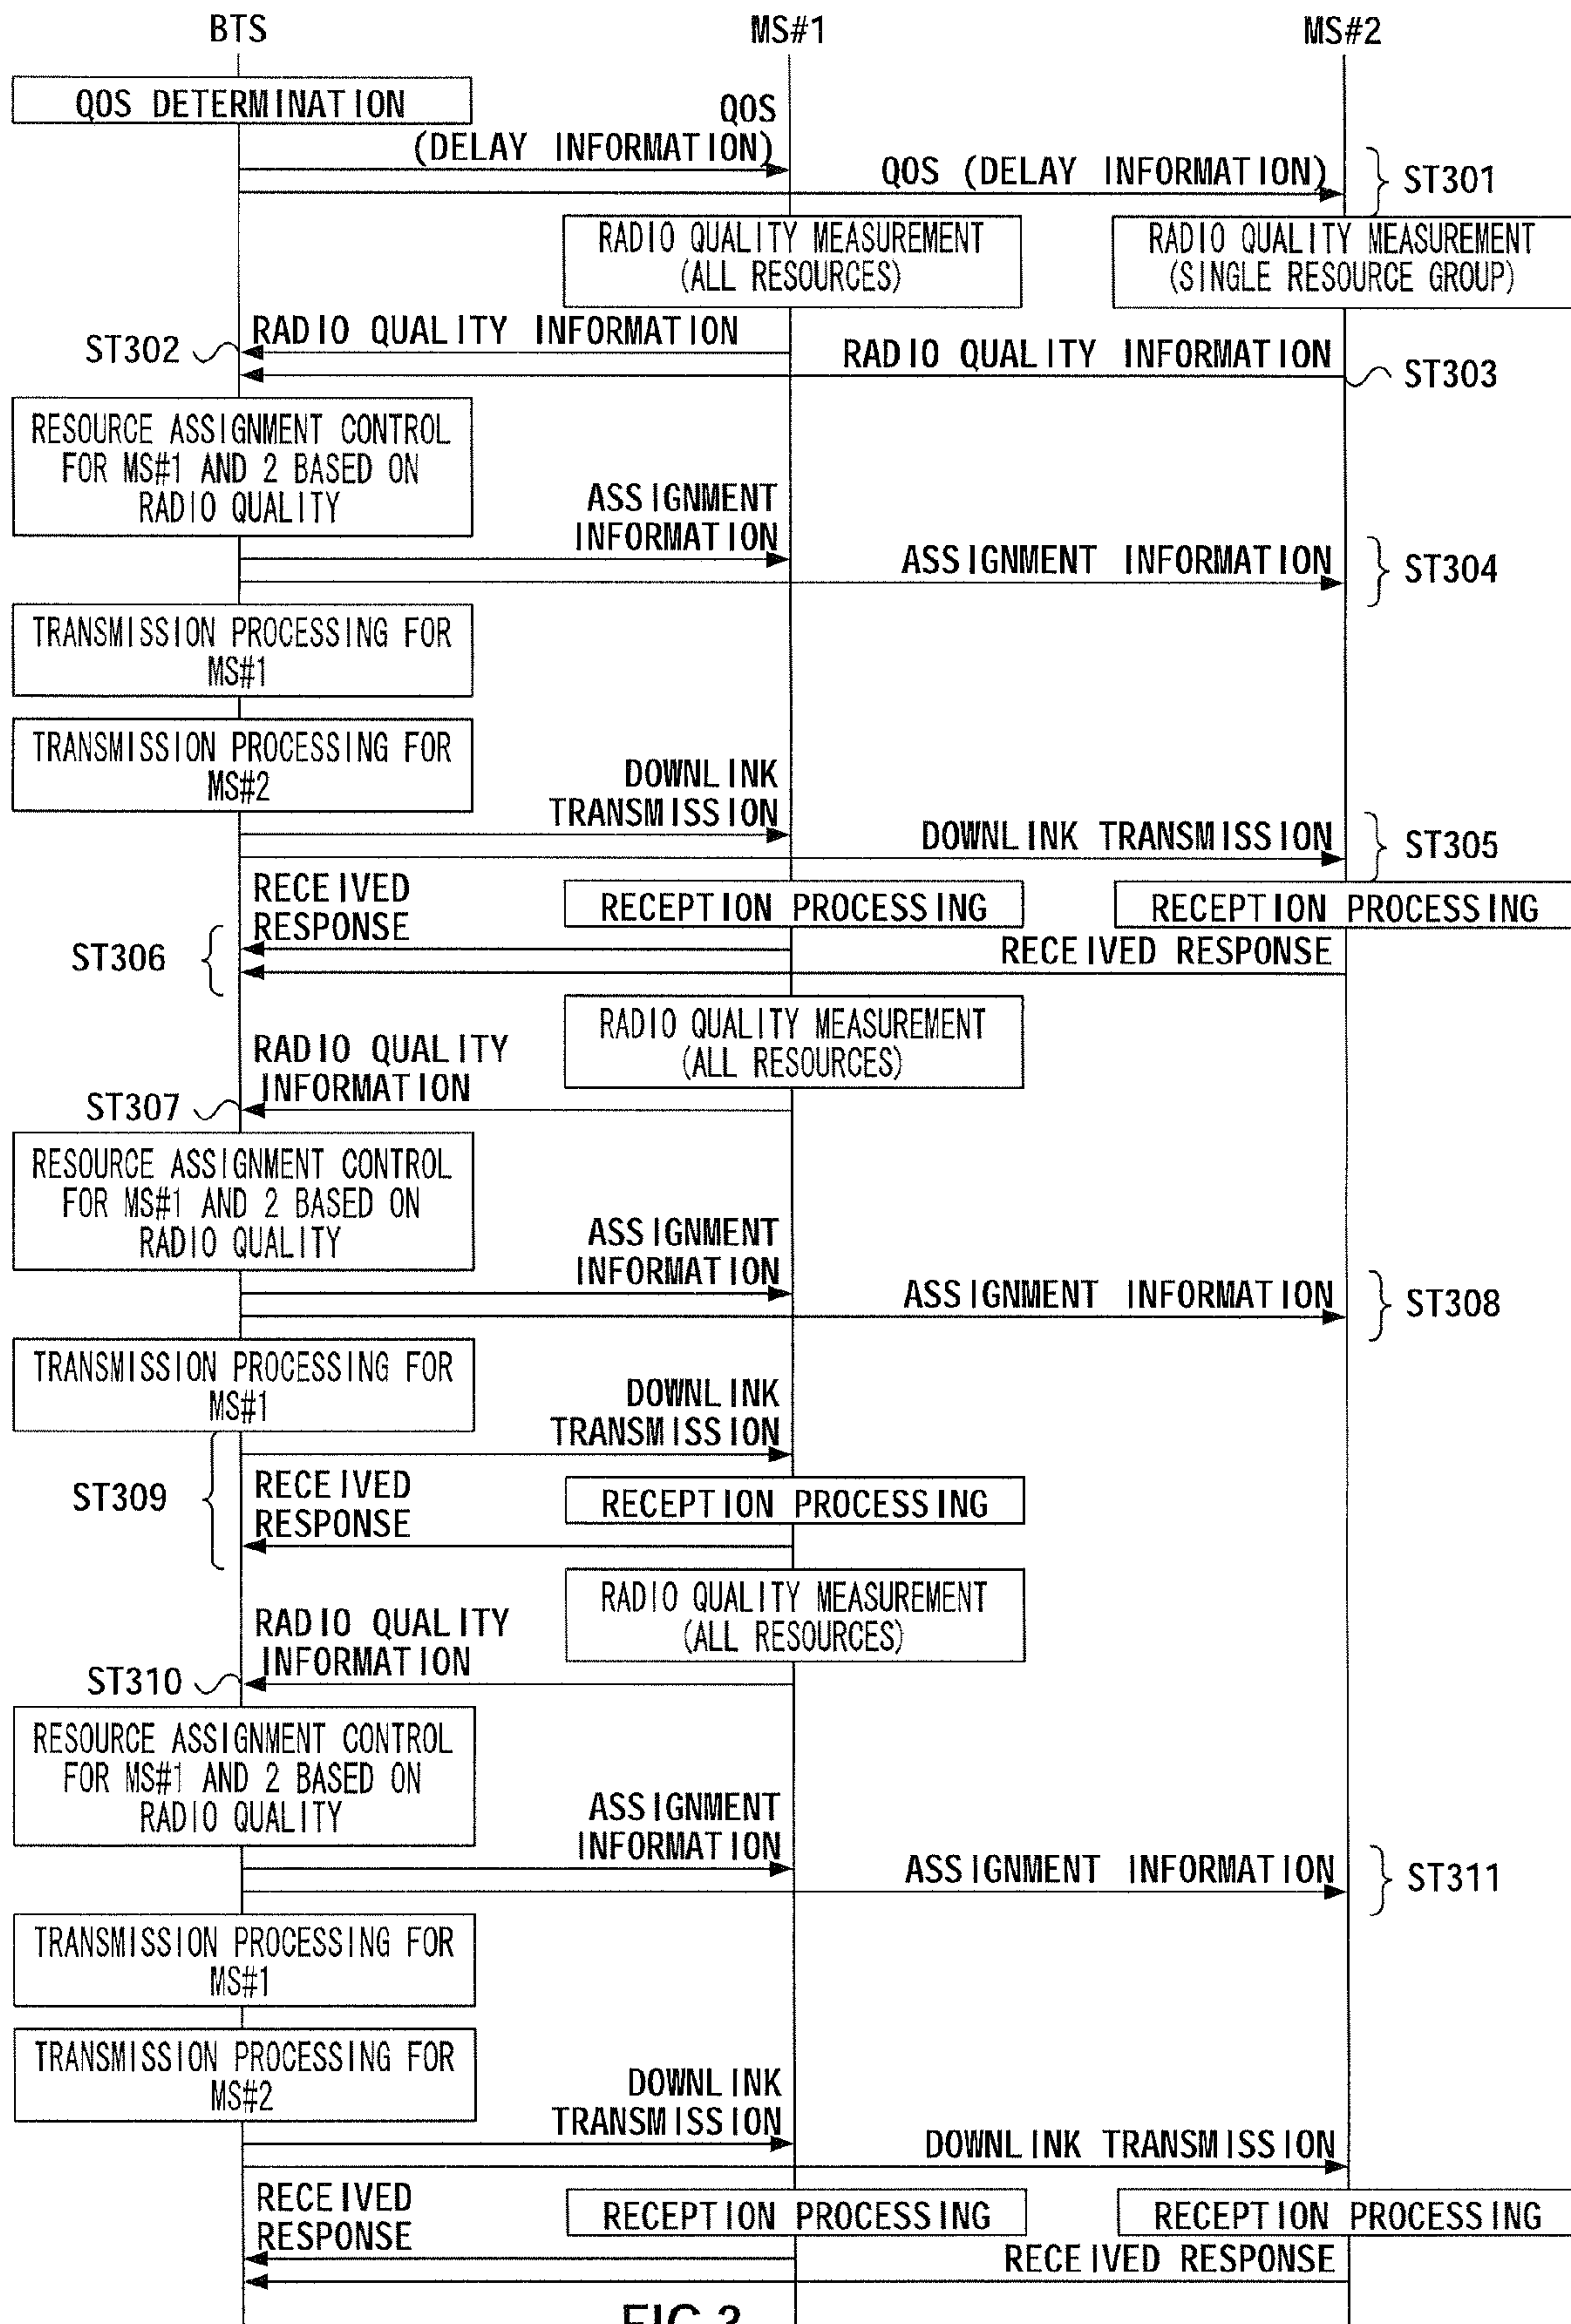 BTS
MS#1
MS#2
QOS DETERMINATION
QOS
(DELAY INFORMATION)
QOS (DELAY INFORMATION)
ST301
RADIO QUALITY MEASUREMENT
(ALL RESOURCES)
RADIO QUALITY MEASUREMENT
(SINGLE RESOURCE GROUP)
RADIO QUALITY INFORMATION
ST302
RADIO QUALITY INFORMATION
ST303
RESOURCE ASSIGNMENT CONTROL
FOR MS#1 AND 2 BASED ON
RADIO QUALITY
ASSIGNMENT
INFORMATION
ASSIGNMENT INFORMATION
ST304
TRANSMISSION PROCESSING FOR
MS#1
TRANSMISSION PROCESSING FOR
MS#2
DOWNLINK
TRANSMISSION
DOWNLINK TRANSMISSION
ST305
RECEIVED
RESPONSE
RECEPTION PROCESSING
RECEPTION PROCESSING
ST306
RECEIVED RESPONSE
RADIO QUALITY MEASUREMENT
(ALL RESOURCES)
RADIO QUALITY
INFORMATION
ST307
RESOURCE ASSIGNMENT CONTROL
FOR MS#1 AND 2 BASED ON
RADIO QUALITY
ASSIGNMENT
INFORMATION
ASSIGNMENT INFORMATION
ST308
TRANSMISSION PROCESSING FOR
MS#1
DOWNLINK
TRANSMISSION
ST309
RECEIVED
RESPONSE
RECEPTION PROCESSING
RADIO QUALITY MEASUREMENT
(ALL RESOURCES)
RADIO QUALITY
INFORMATION
ST310
RESOURCE ASSIGNMENT CONTROL
FOR MS#1 AND 2 BASED ON
RADIO QUALITY
ASSIGNMENT
INFORMATION
ASSIGNMENT INFORMATION
ST311
TRANSMISSION PROCESSING FOR
MS#1
TRANSMISSION PROCESSING FOR
MS#2
DOWNLINK
TRANSMISSION
DOWNLINK TRANSMISSION
RECEIVED
RESPONSE
RECEPTION PROCESSING
RECEPTION PROCESSING
RECEIVED RESPONSE